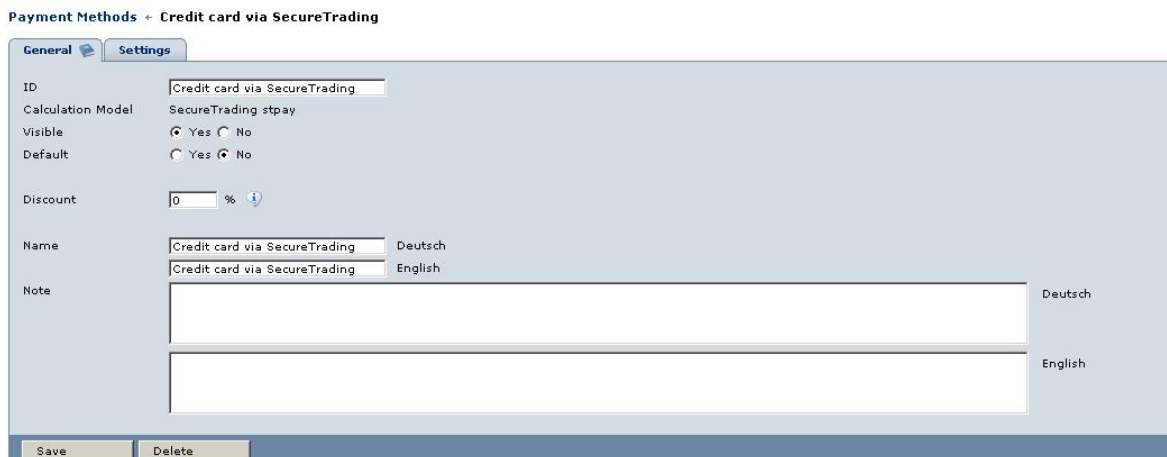 Payment Methods ← Credit card via SecureTrading
General Settings
ID Credit card via SecureTrading
Calculation Model SecureTrading stpay
Visible Yes No
Default Yes No
Discount 0 %
Name Credit card via SecureTrading Deutsch
Credit card via SecureTrading English
Note Deutsch
English
Save Delete